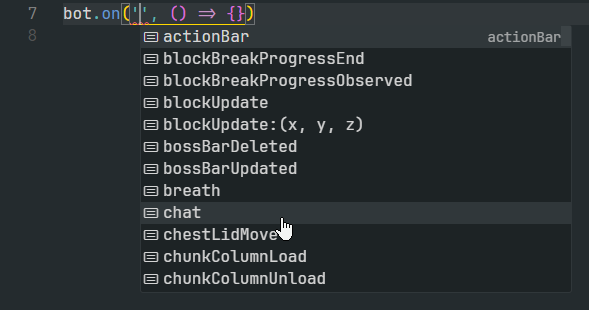 7 bot.on('', () => {})
8 actionBar actionBar
blockBreakProgressEnd
blockBreakProgressObserved
blockUpdate
blockUpdate:(x, y, z)
bossBarDeleted
bossBarUpdated
breath
chat
chestLidMove
chunkColumnLoad
chunkColumnUnload